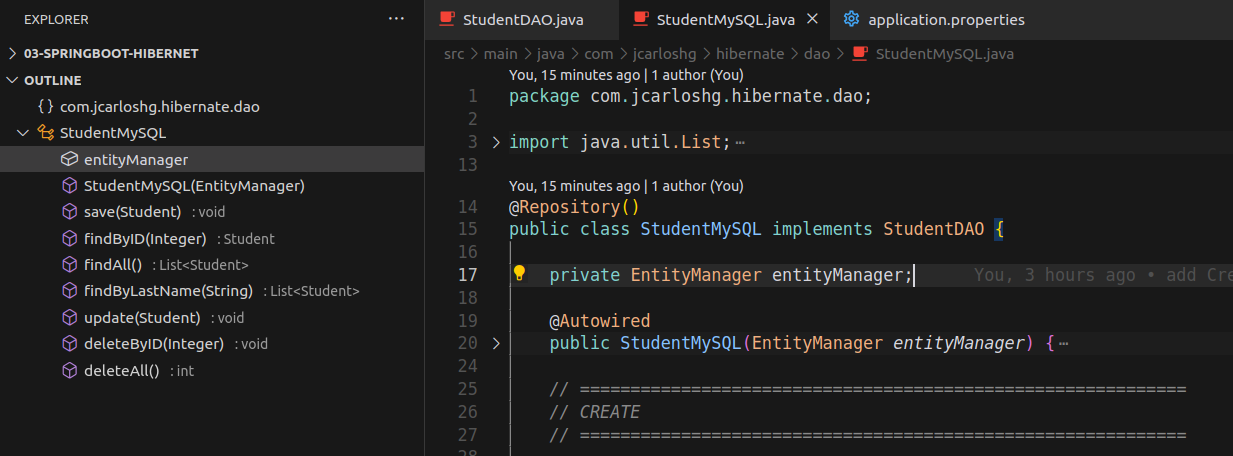 EXPLORER ···
03-SPRINGBOOT-HIBERNET
OUTLINE
{} com.jcarloshg.hibernate.dao
StudentMySQL
entityManager
StudentMySQL(EntityManager)
save(Student) : void
findByID(Integer) : Student
findAll() : List<Student>
findByLastName(String) : List<Student>
update(Student) : void
deleteByID(Integer) : void
deleteAll() : int
StudentDAO.java StudentMySQL.java × application.properties
src > main > java > com > jcarloshg > hibernate > dao > StudentMySQL.java
You, 15 minutes ago | 1 author (You)
1 package com.jcarloshg.hibernate.dao;
2
3 > import java.util.List; ···
13
You, 15 minutes ago | 1 author (You)
14 @Repository()
15 public class StudentMySQL implements StudentDAO {
16
17 private EntityManager entityManager; You, 3 hours ago • add Cre
18
19 @Autowired
20 > public StudentMySQL(EntityManager entityManager) { ···
24
25 // ============================================================
26 // CREATE
27 // ============================================================
28